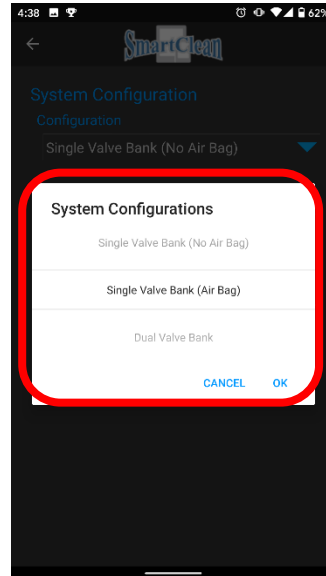 4:38 62%
SmartClean
System Configuration
Configuration
Single Valve Bank (No Air Bag)
System Configurations
Single Valve Bank (No Air Bag)
Single Valve Bank (Air Bag)
Dual Valve Bank
CANCEL OK